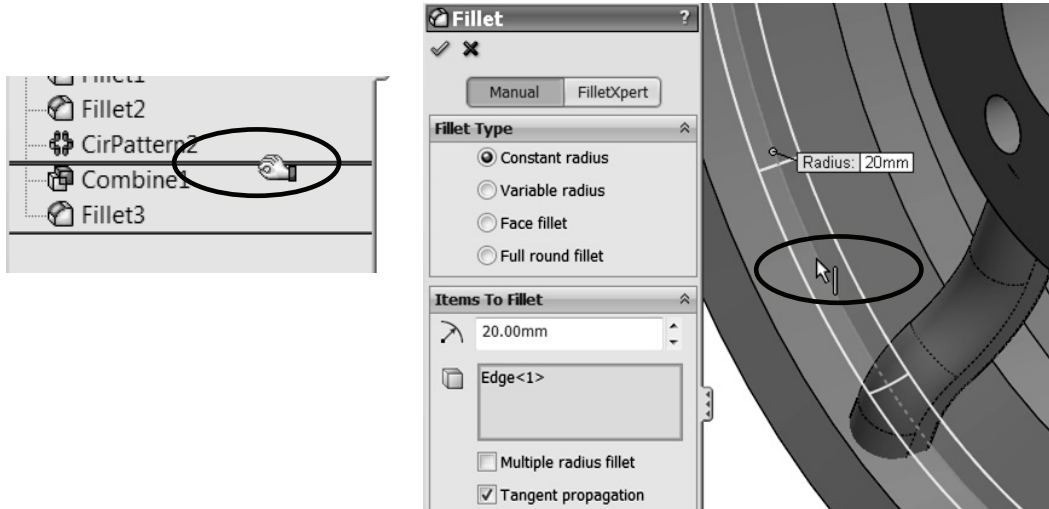 Fillet1
Fillet2
CirPattern2
Combine1
Fillet3
Fillet ?
Manual FilletXpert
Fillet Type
Constant radius
Variable radius
Face fillet
Full round fillet
Items To Fillet
20.00mm
Edge<1>
Multiple radius fillet
Tangent propagation
Radius: 20mm